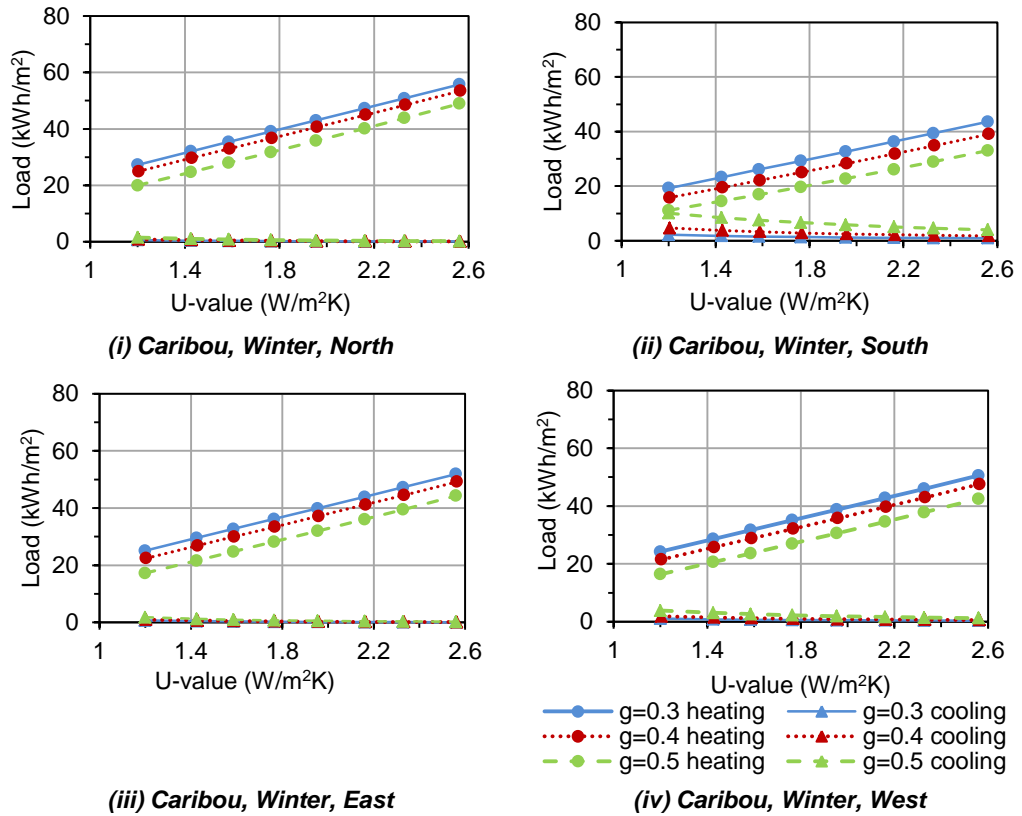 80
60
40
20
0
Load (kWh/m²)
1 1.4 1.8 2.2 2.6
U-value (W/m²K)
(i) Caribou, Winter, North
80
60
40
20
0
Load (kWh/m²)
1 1.4 1.8 2.2 2.6
U-value (W/m²K)
(ii) Caribou, Winter, South
80
60
40
20
0
Load (kWh/m²)
1 1.4 1.8 2.2 2.6
U-value (W/m²K)
(iii) Caribou, Winter, East
80
60
40
20
0
Load (kWh/m²)
1 1.4 1.8 2.2 2.6
U-value (W/m²K)
g=0.3 heating g=0.3 cooling
g=0.4 heating g=0.4 cooling
g=0.5 heating g=0.5 cooling
(iv) Caribou, Winter, West